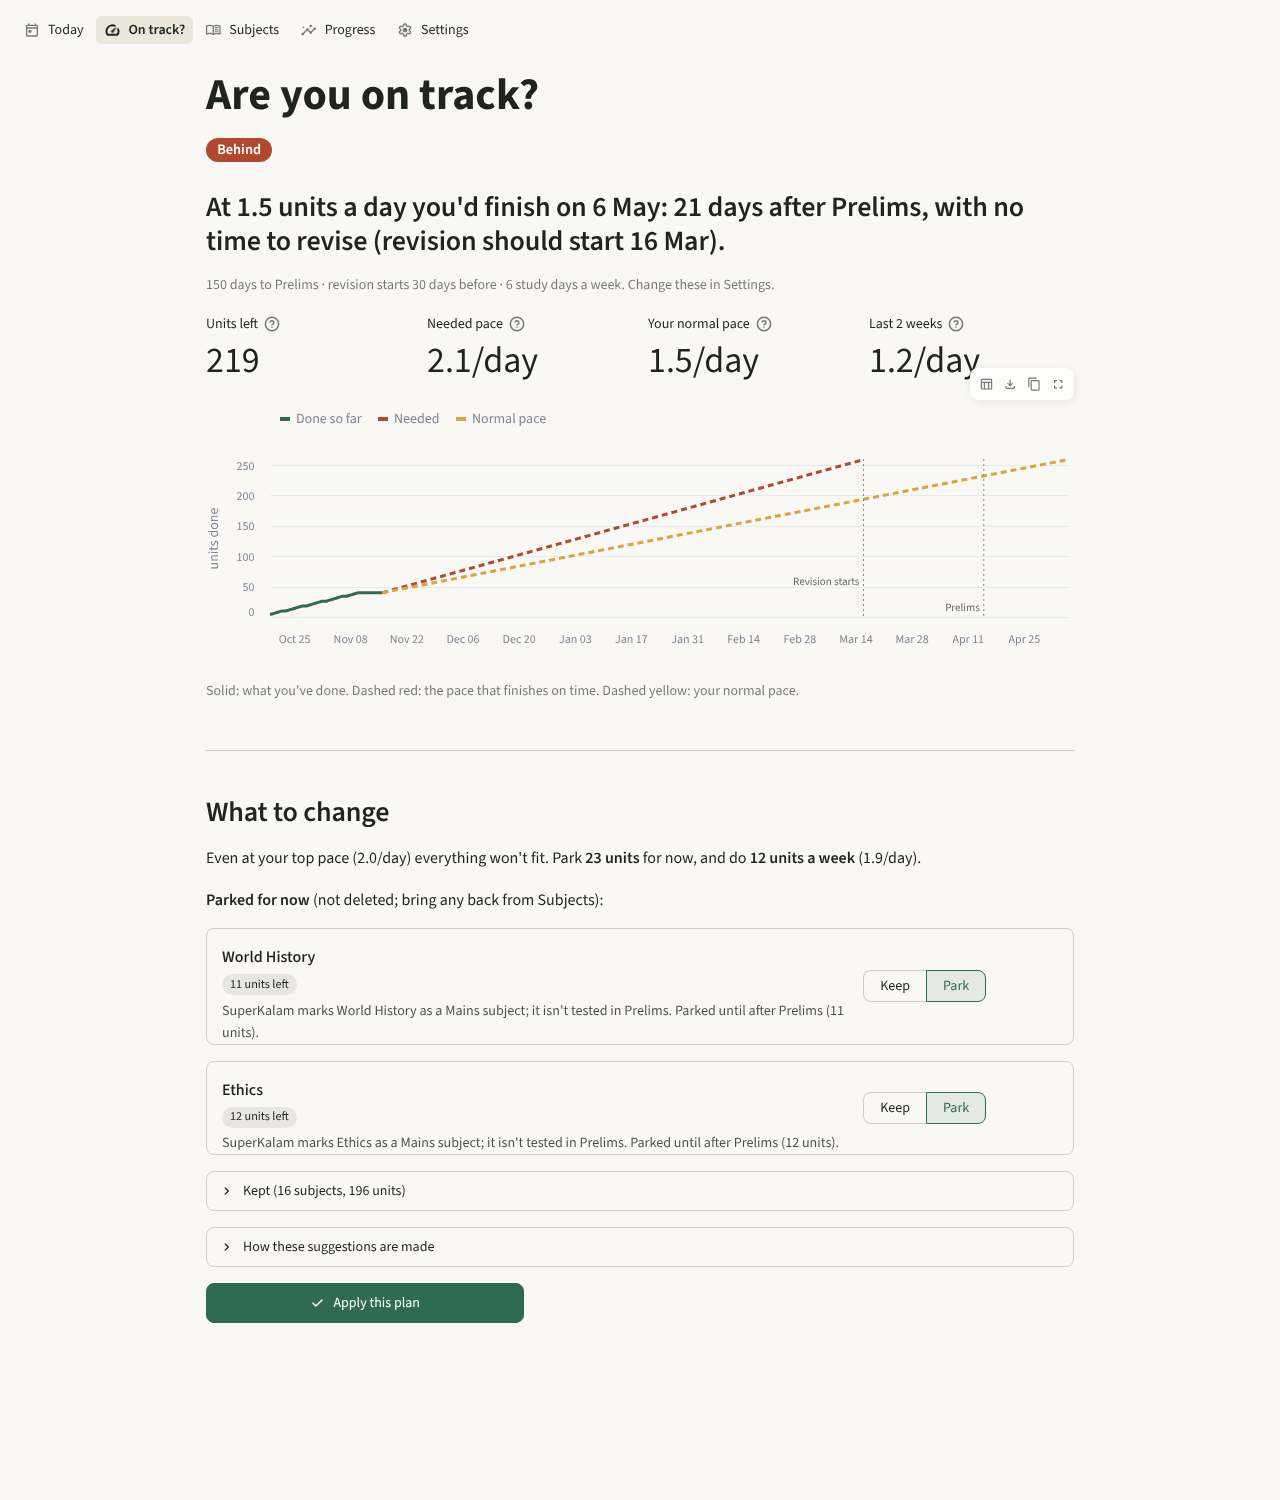 Today
On track?
Subjects
Progress
Settings
Are you on track?
Behind
At 1.5 units a day you'd finish on 6 May: 21 days after Prelims, with no
time to revise (revision should start 16 Mar).
150 days to Prelims · revision starts 30 days before · 6 study days a week. Change these in Settings.
Units left
219
Needed pace
2.1/day
Your normal pace
1.5/day
Last 2 weeks
1.2/day
Done so far
Needed
Normal pace
units done
250
200
150
100
50
0
Revision starts
Prelims
Oct 25
Nov 08
Nov 22
Dec 06
Dec 20
Jan 03
Jan 17
Jan 31
Feb 14
Feb 28
Mar 14
Mar 28
Apr 11
Apr 25
Solid: what you've done. Dashed red: the pace that finishes on time. Dashed yellow: your normal pace.
What to change
Even at your top pace (2.0/day) everything won't fit. Park 23 units for now, and do 12 units a week (1.9/day).
Parked for now (not deleted; bring any back from Subjects):
World History
11 units left
SuperKalam marks World History as a Mains subject; it isn't tested in Prelims. Parked until after Prelims (11
units).
Keep
Park
Ethics
12 units left
SuperKalam marks Ethics as a Mains subject; it isn't tested in Prelims. Parked until after Prelims (12 units).
Keep
Park
Kept (16 subjects, 196 units)
How these suggestions are made
Apply this plan